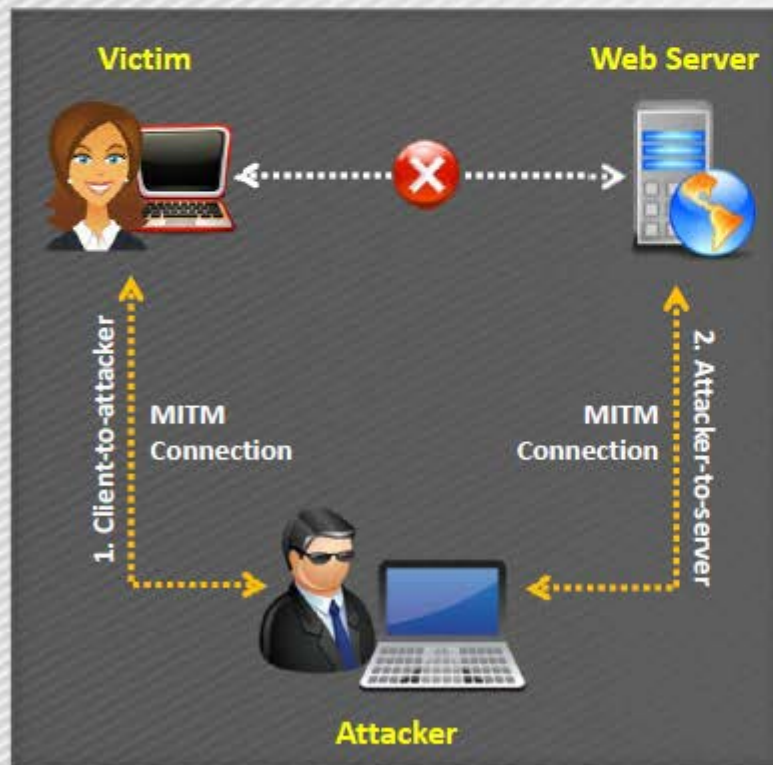 Victim
Web Server
1. Client-to-attacker
MITM
Connection
MITM
Connection
2. Attacker-to-server
Attacker